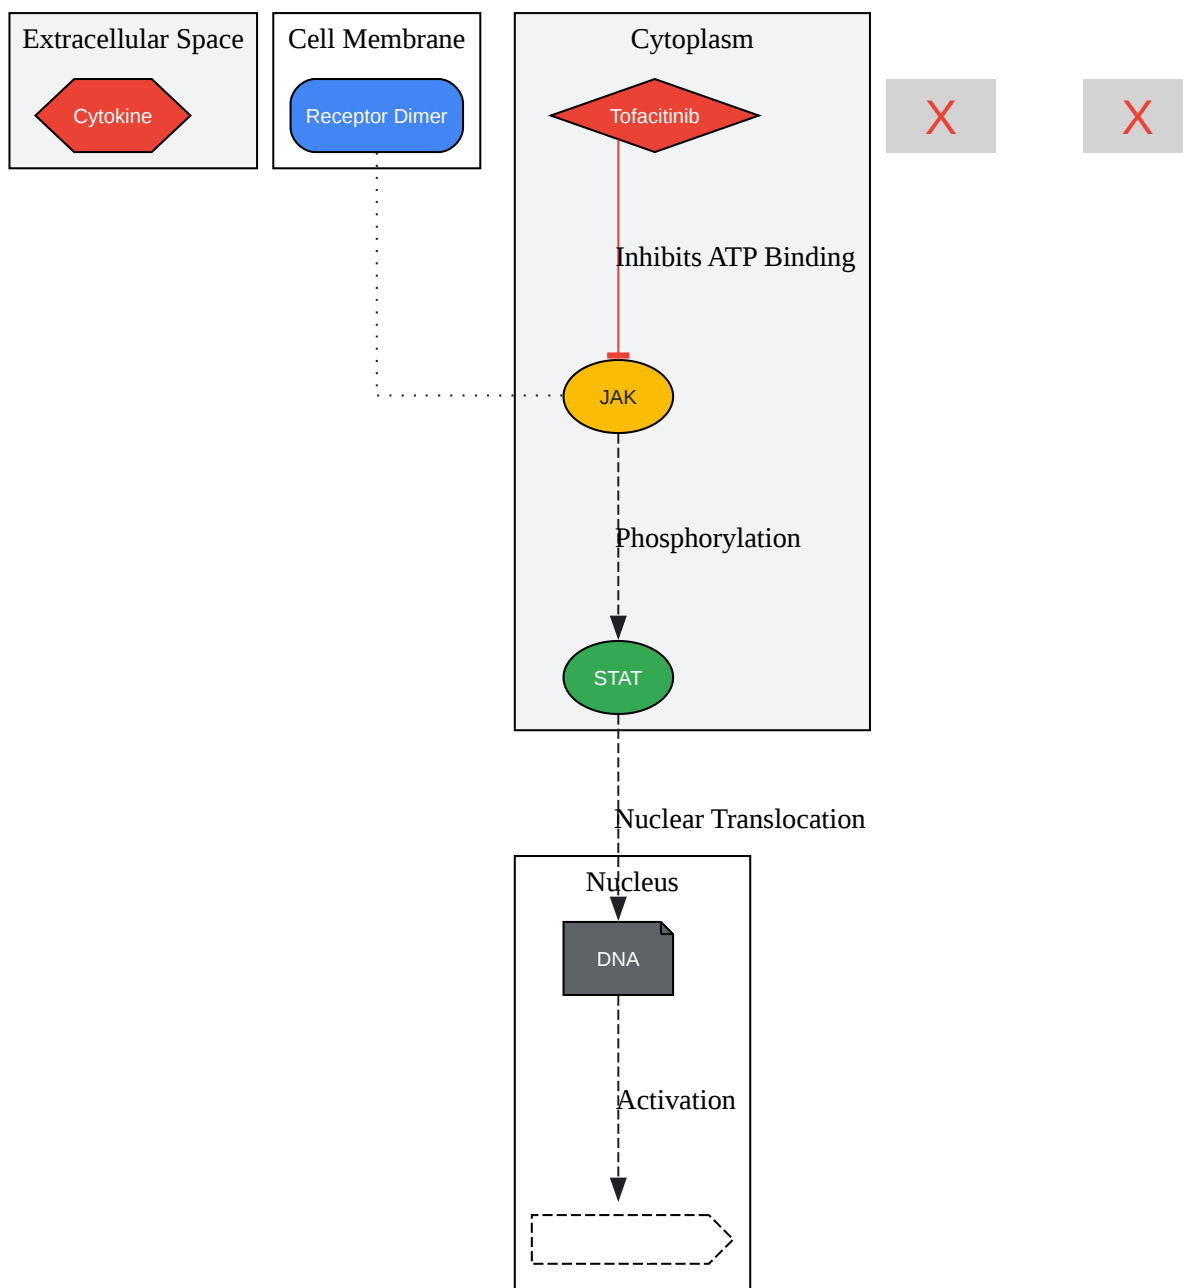 Extracellular Space
Cell Membrane
Cytoplasm
Cytokine
Receptor Dimer
Tofacitinib
X
X
Inhibits ATP Binding
JAK
Phosphorylation
STAT
Nuclear Translocation
Nucleus
DNA
Activation